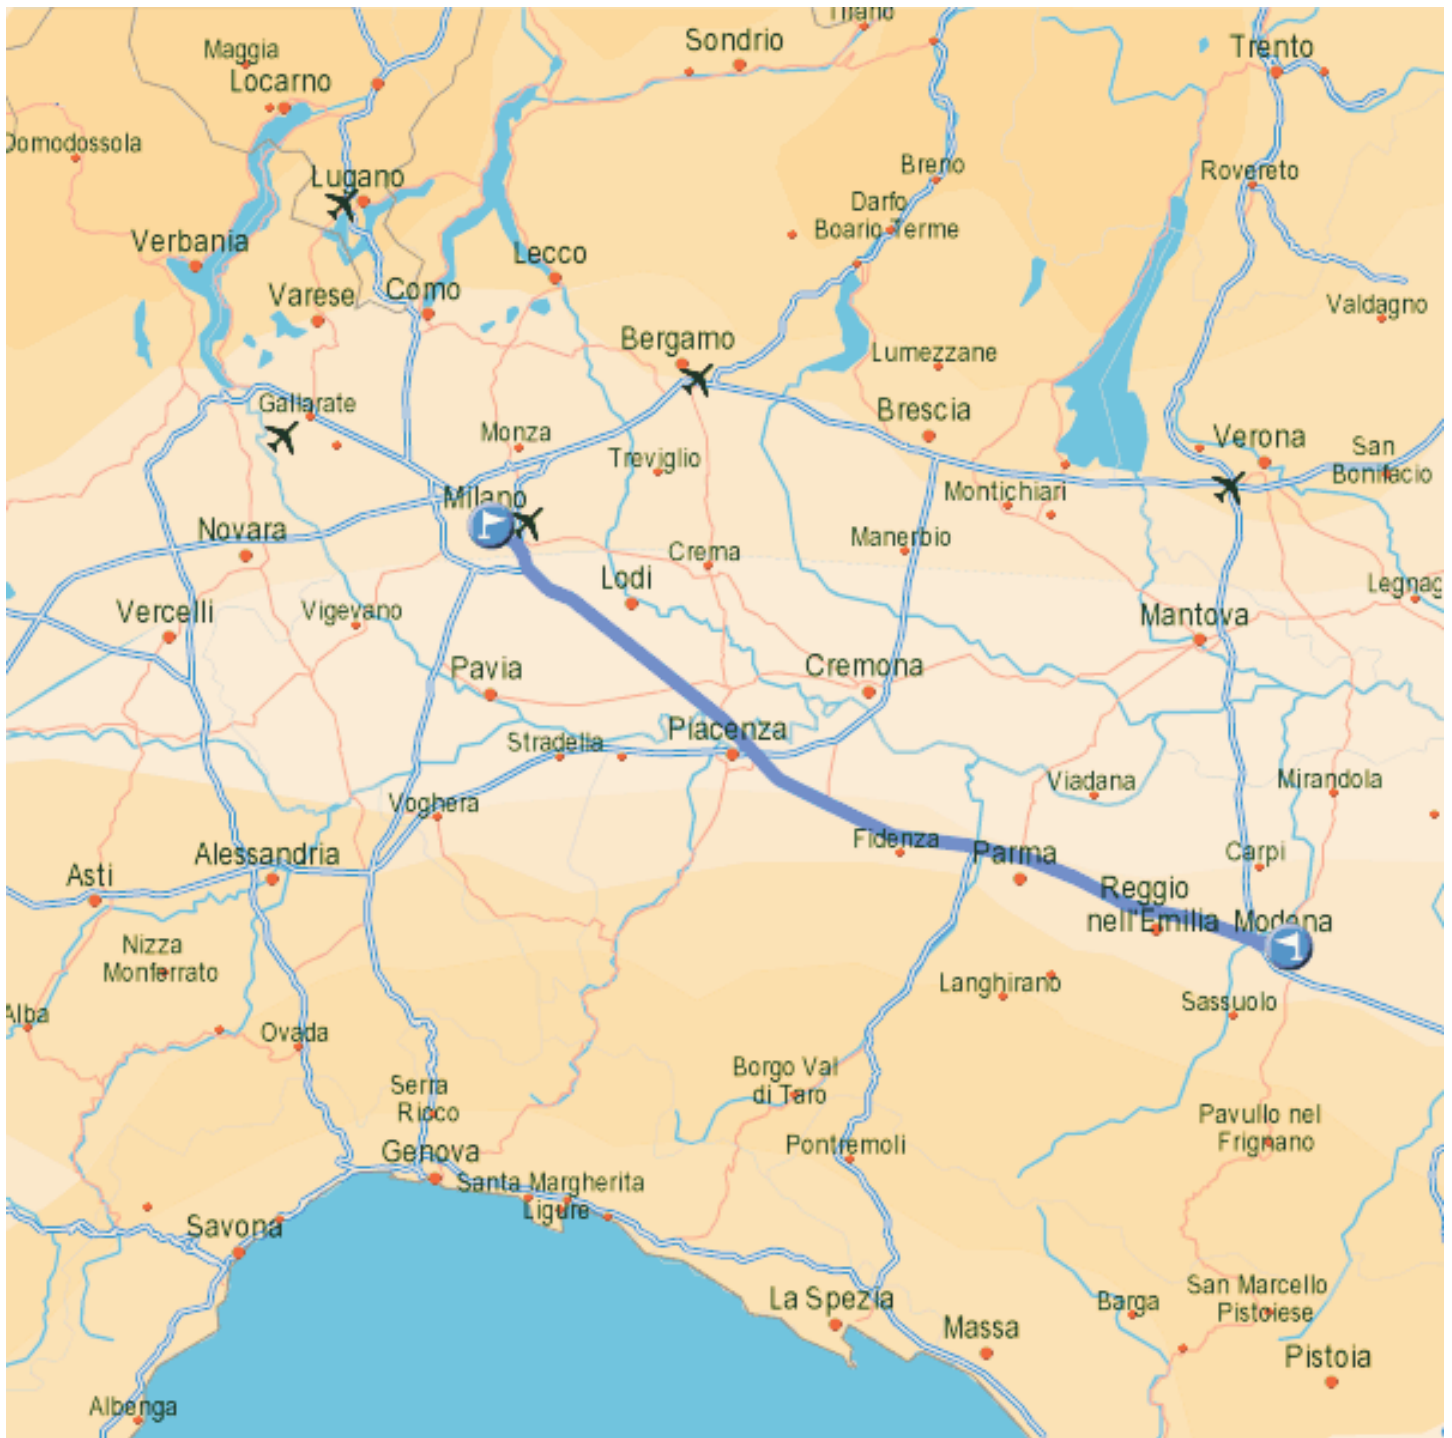 Tirano
Sondrio
Trento
Maggia
Locarno
Domodossola
Breno
Rovereto
Lugano
Darfo
Boario Terme
Verbania
Lecco
Varese
Como
Valdagno
Bergamo
Lumezzane
Gallarate
Brescia
Monza
Verona
San
Bonifacio
Treviglio
Milano
Montichiari
Novara
Manerbio
Crema
Lodi
Legnag
Vercelli
Vigevano
Mantova
Pavia
Cremona
Piacenza
Stradella
Viadana
Mirandola
Voghera
Fidenza
Parma
Carpi
Alessandria
Asti
Reggio
nell'Emilia
Modena
Nizza
Monferrato
Langhirano
Sassuolo
Alba
Ovada
Borgo Val
di Taro
Serra
Ricco
Pavullo nel
Frignano
Pontremoli
Genova
Santa Margherita
Ligure
Savona
La Spezia
Barga
San Marcello
Pistoiese
Massa
Pistoia
Albenga